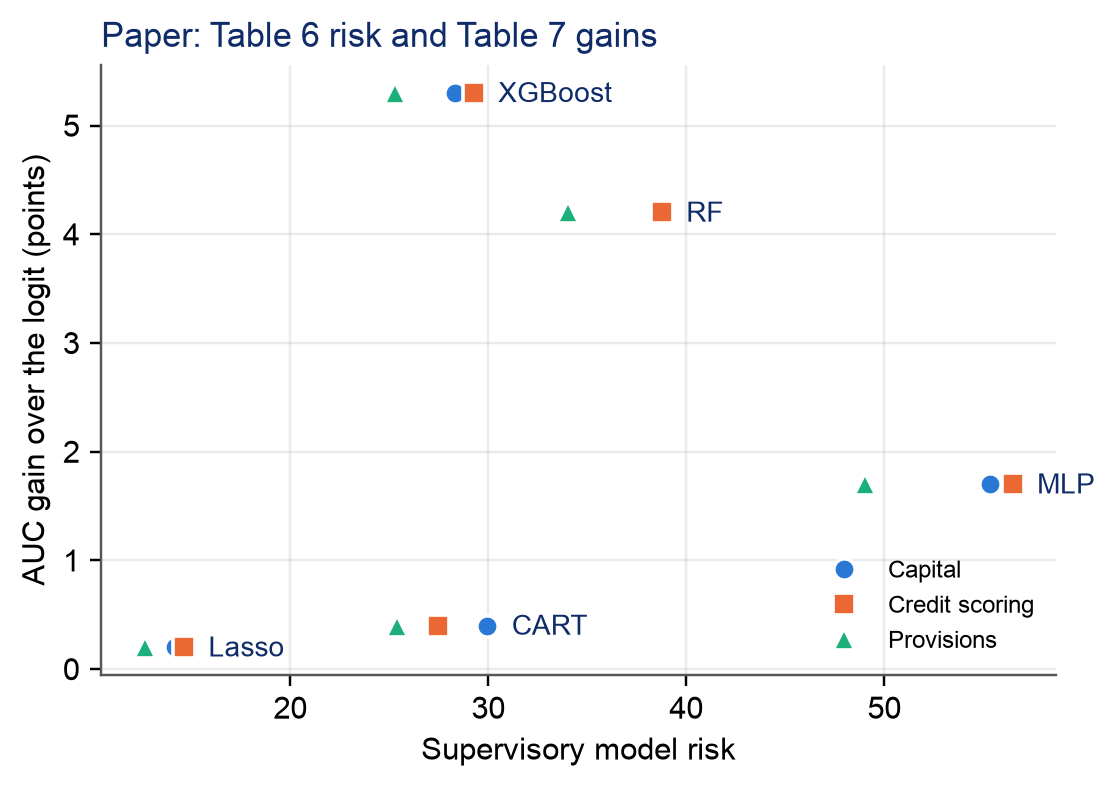 Paper: Table 6 risk and Table 7 gains
AUC gain over the logit (points)
5
4
3
2
1
0
XGBoost
RF
MLP
CART
Lasso
Capital
Credit scoring
Provisions
20 30 40 50
Supervisory model risk